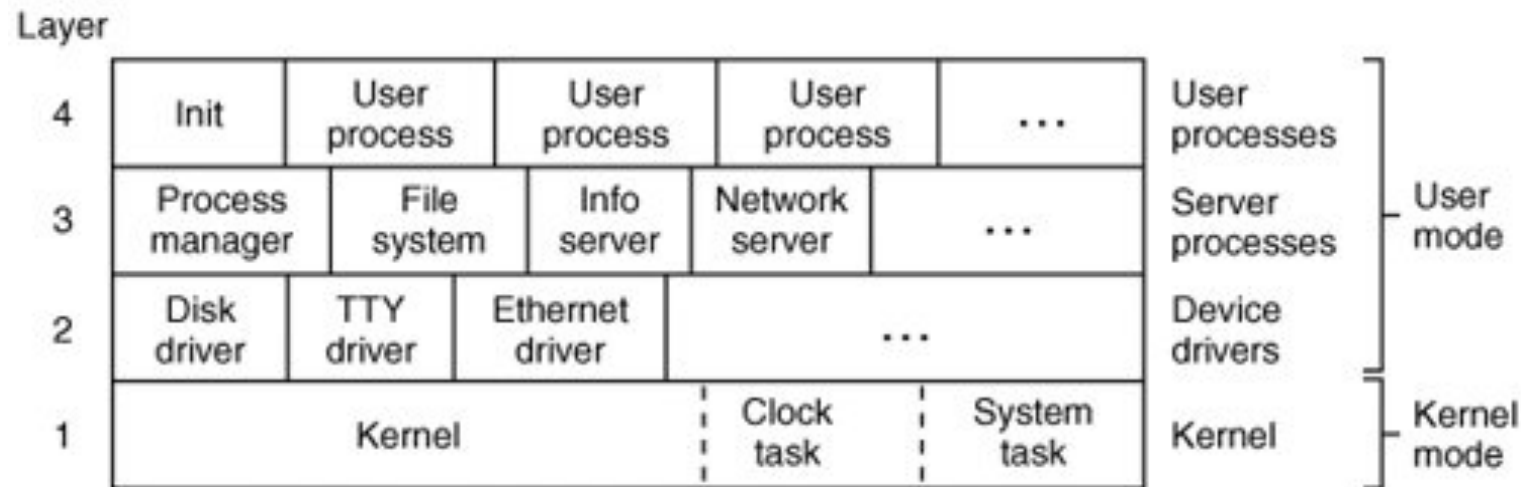 Layer
4
Init
User
process
User
process
User
process
...
User
processes
3
Process
manager
File
system
Info
server
Network
server
...
Server
processes
User
mode
2
Disk
driver
TTY
driver
Ethernet
driver
...
Device
drivers
1
Kernel
Clock
task
System
task
Kernel
Kernel
mode